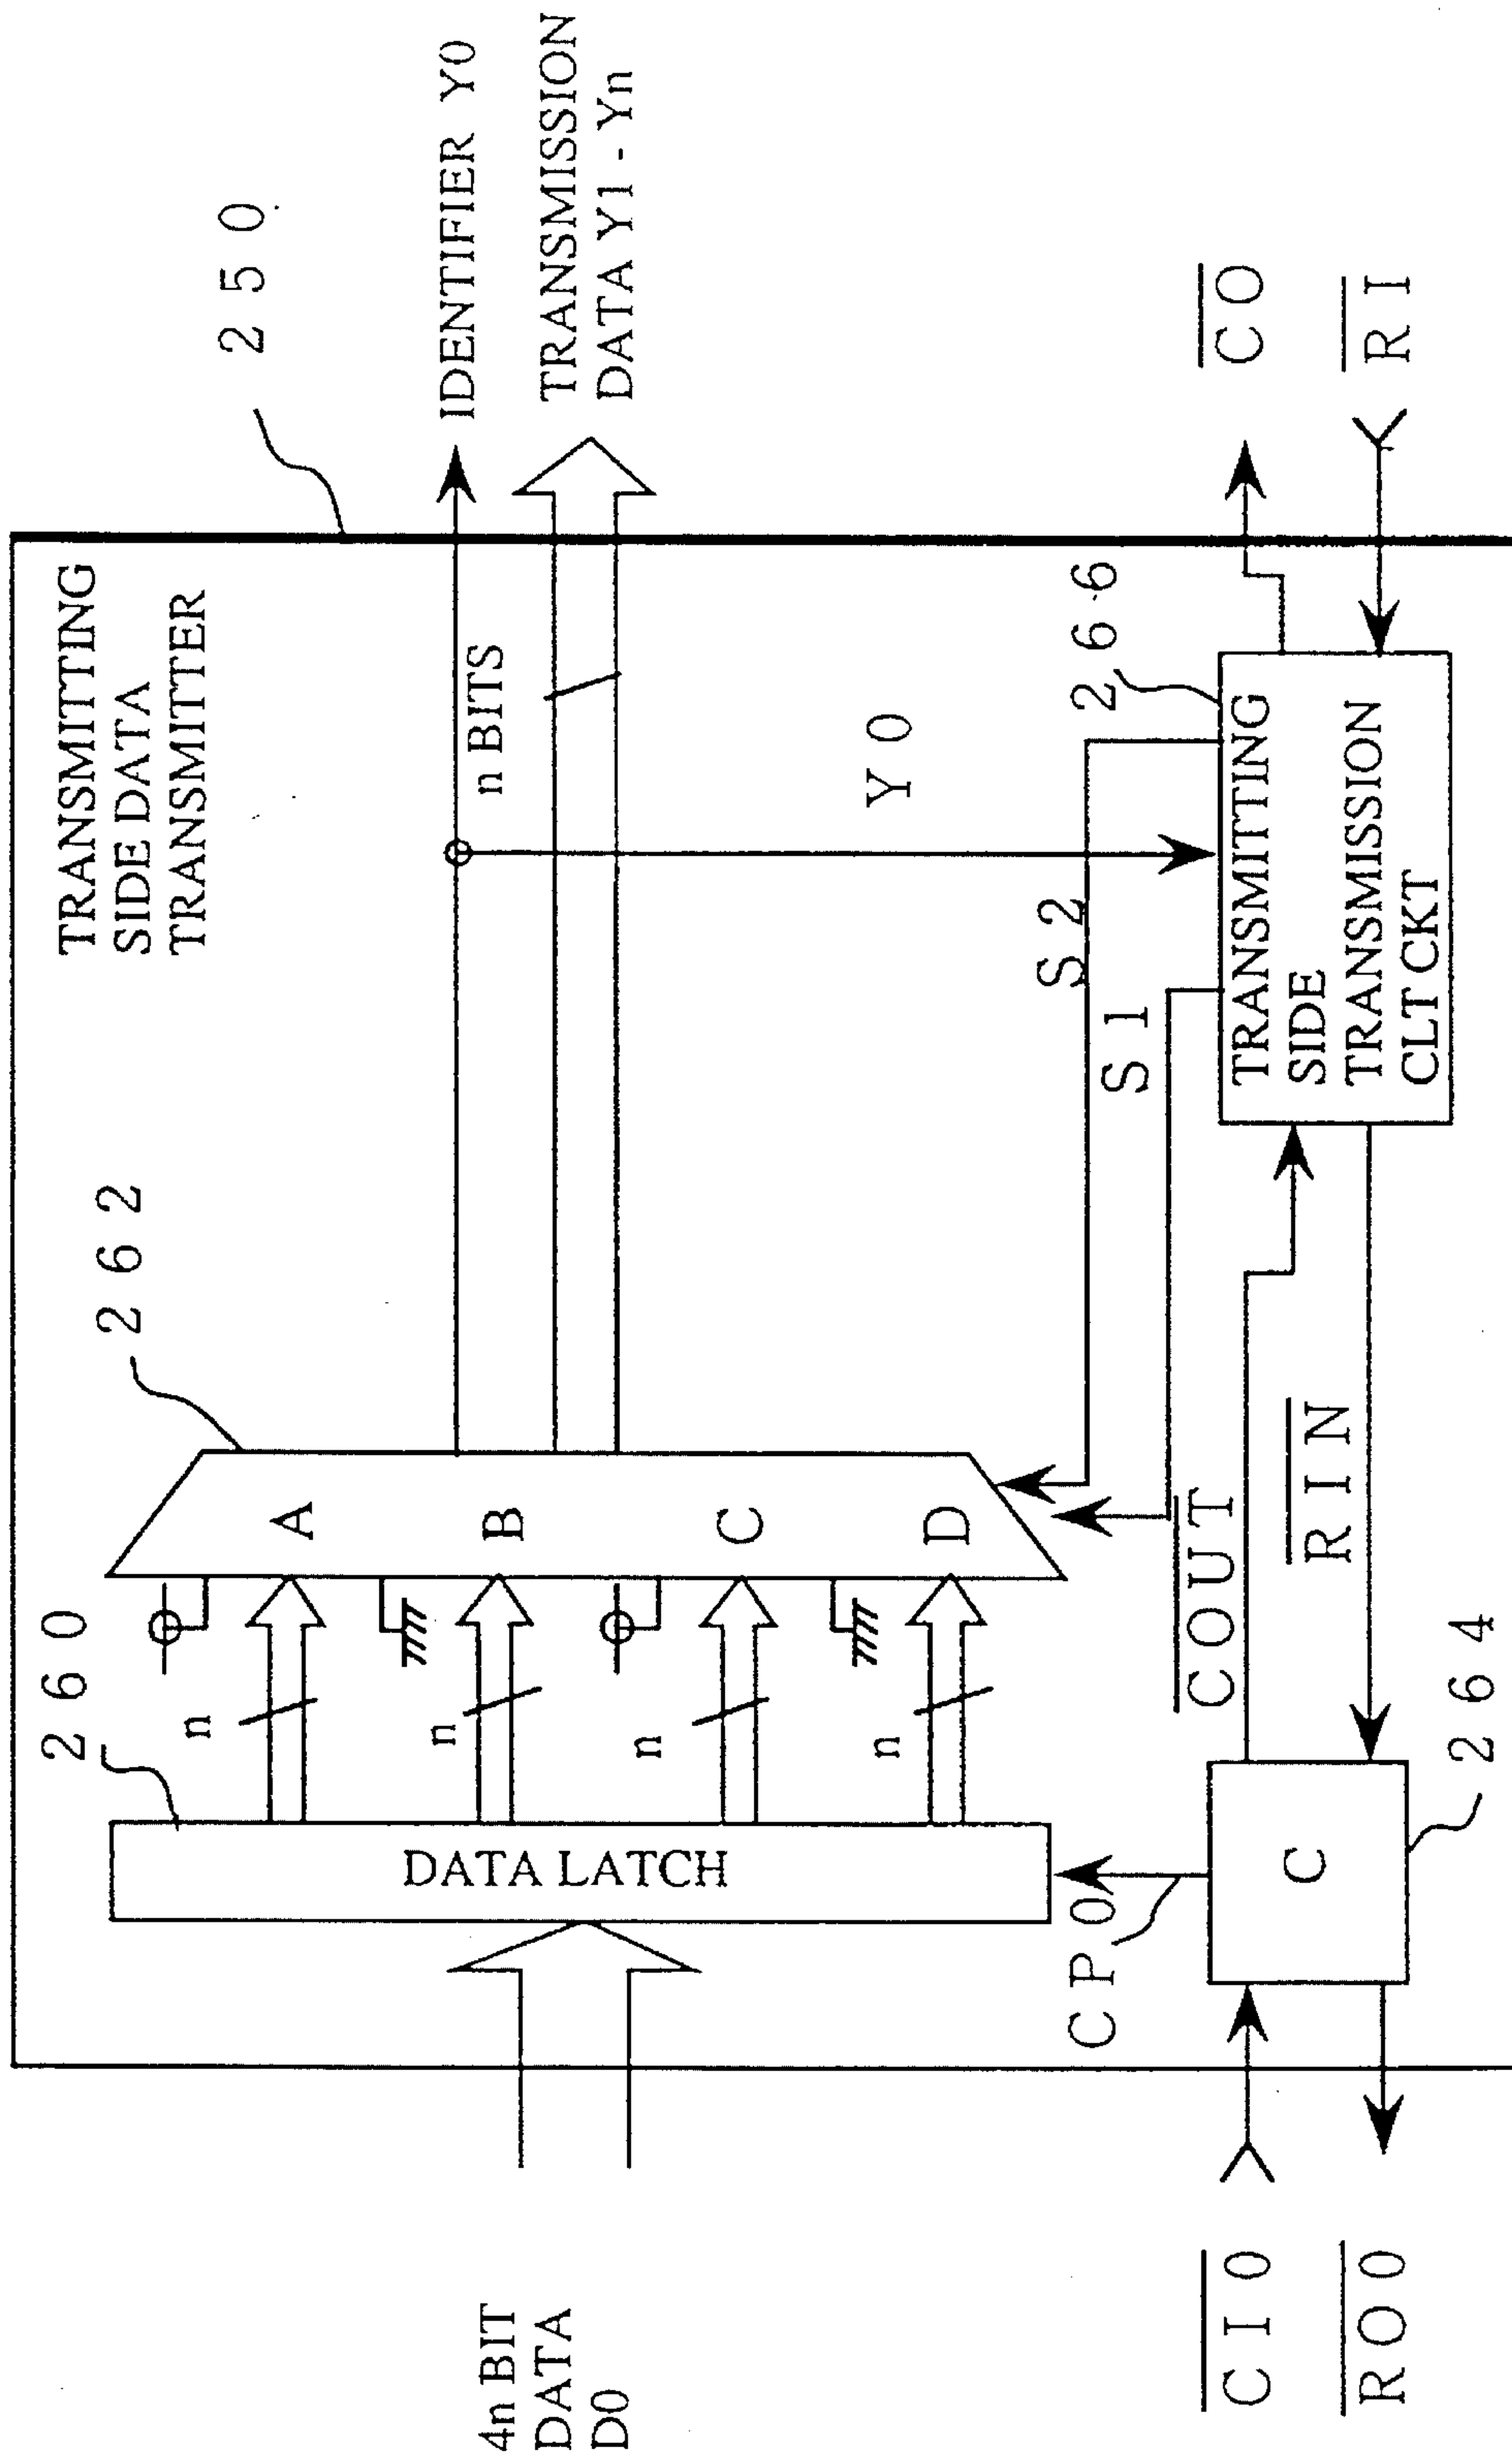 TRANSMITTING
SIDE DATA
TRANSMITTER
250
IDENTIFIER Y0
TRANSMISSION
DATA Y1 - Yn
n BITS
262
260
A
B
C
D
n
n
n
n
DATA LATCH
4n BIT
DATA
D0
Y0
S2
S1
266
TRANSMITTING
SIDE
TRANSMISSION
CLT CKT
CO
RI
COUT
RIN
CP0
C
264
CI0
RO0